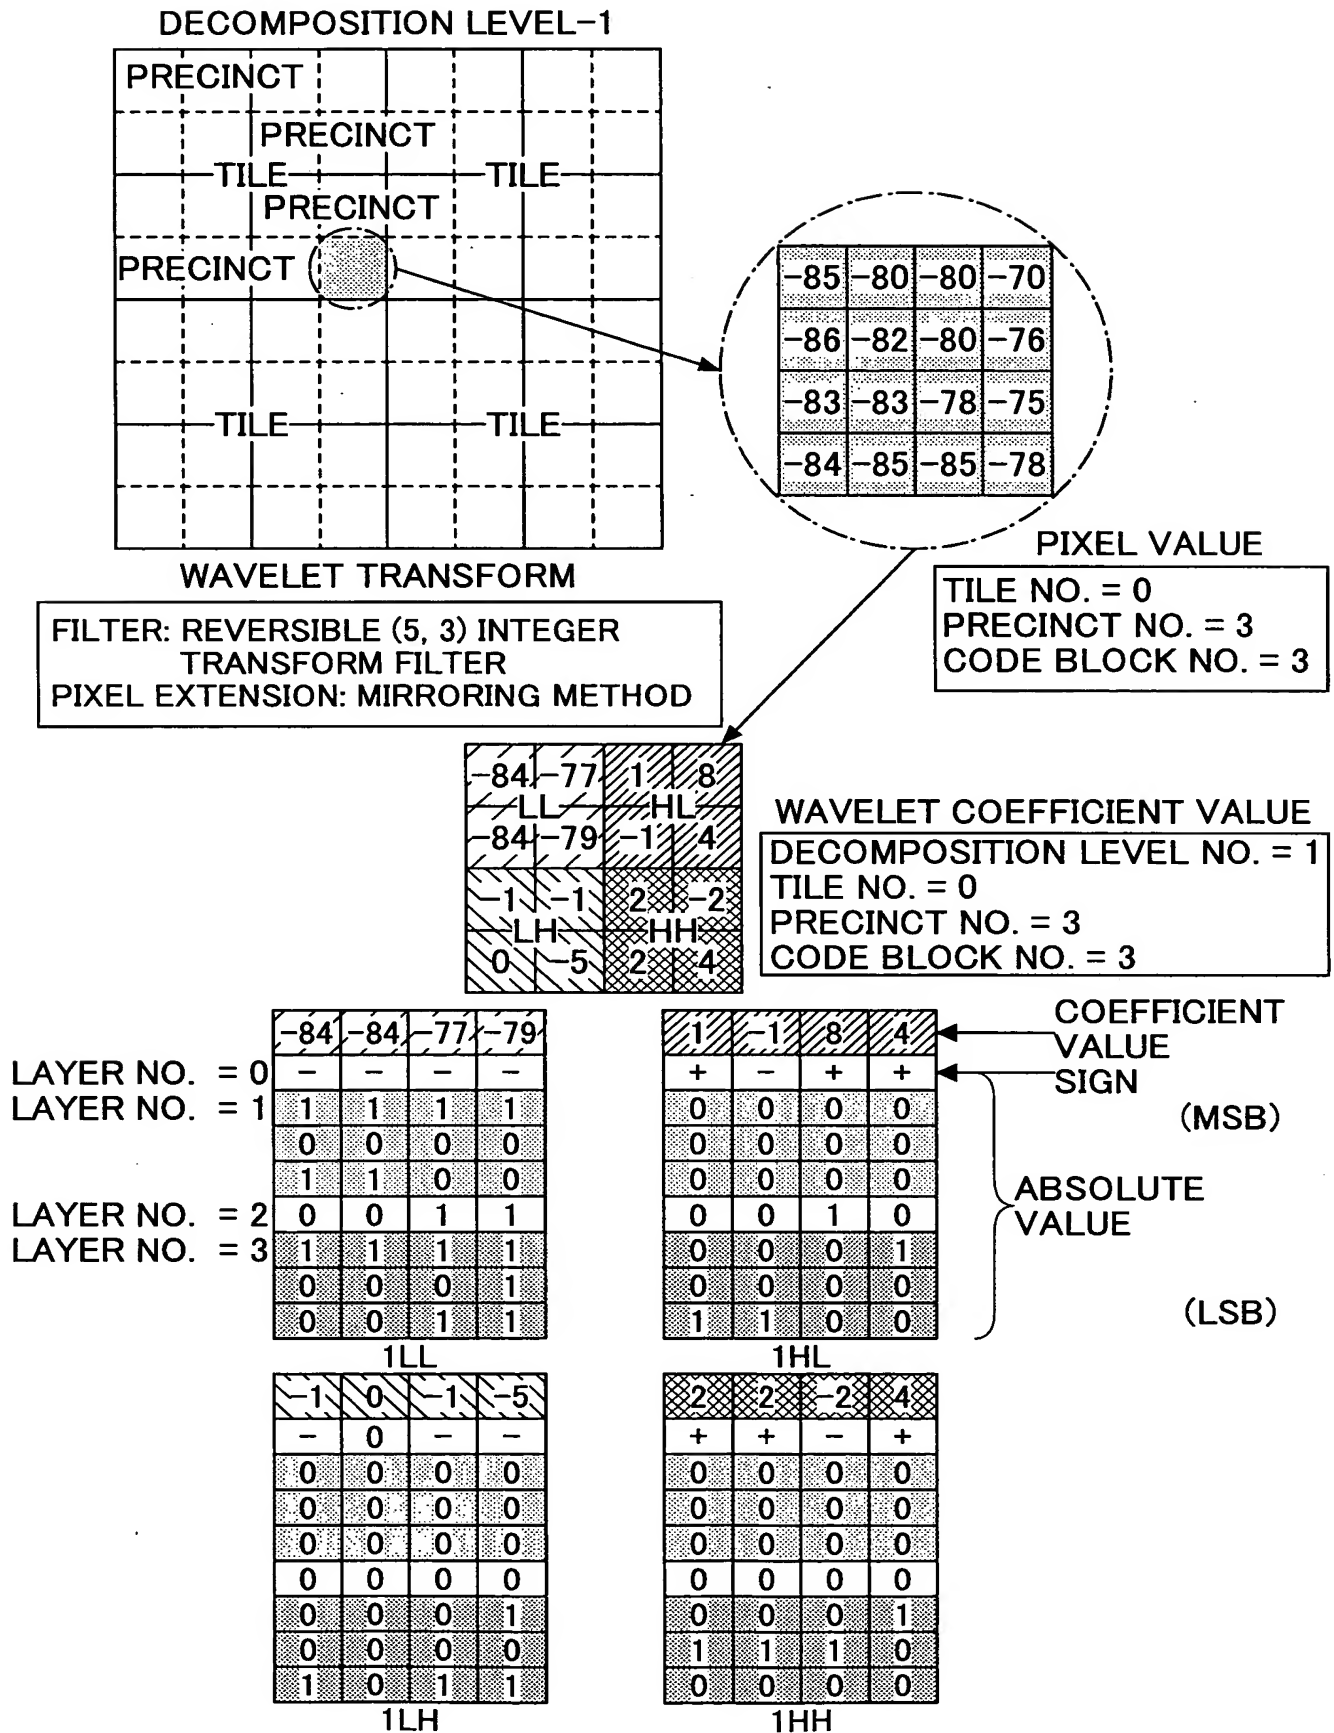 DECOMPOSITION LEVEL-1
PRECINCT
PRECINCT
TILE TILE
PRECINCT
PRECINCT
TILE TILE
-85 -80 -80 -70
-86 -82 -80 -76
-83 -83 -78 -75
-84 -85 -85 -78
PIXEL VALUE
TILE NO. = 0
PRECINCT NO. = 3
CODE BLOCK NO. = 3
WAVELET TRANSFORM
FILTER: REVERSIBLE (5, 3) INTEGER
TRANSFORM FILTER
PIXEL EXTENSION: MIRRORING METHOD
-84 -77 1 8
LL HL
-84 -79 -1 4
-1 -1 2 -2
LH HH
0 -5 2 4
WAVELET COEFFICIENT VALUE
DECOMPOSITION LEVEL NO. = 1
TILE NO. = 0
PRECINCT NO. = 3
CODE BLOCK NO. = 3
-84 -84 -77 -79
LAYER NO. = 0 - - - -
LAYER NO. = 1 1 1 1 1
0 0 0 0
1 1 0 0
LAYER NO. = 2 0 0 1 1
LAYER NO. = 3 1 1 1 1
0 0 0 1
0 0 1 1
1LL
1 -1 8 4
+ - + +
0 0 0 0
0 0 0 0
0 0 0 0
0 0 1 0
0 0 0 1
0 0 0 0
1 1 0 0
1HL
COEFFICIENT
VALUE
SIGN
(MSB)
ABSOLUTE
VALUE
(LSB)
-1 0 -1 -5
- 0 - -
0 0 0 0
0 0 0 0
0 0 0 0
0 0 0 0
0 0 0 1
0 0 0 0
1 0 1 1
1LH
2 2 -2 4
+ + - +
0 0 0 0
0 0 0 0
0 0 0 0
0 0 0 0
0 0 0 1
1 1 1 0
0 0 0 0
1HH